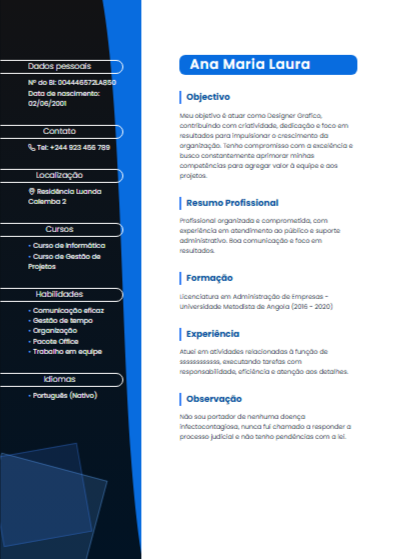 Dados pessoais
Nº do BI: 004446572LA850
Data de nascimento:
02/06/2001
Contato
Tel: +244 923 456 789
Localização
Residência Luanda
Calemba 2
Cursos
- Curso de Informática
- Curso de Gestão de
Projetos
Habilidades
- Comunicação eficaz
- Gestão de tempo
- Organização
- Pacote Office
- Trabalho em equipe
Idiomas
- Português (Nativo)
Ana Maria Laura
Objectivo
Meu objetivo é atuar como Designer Gráfico,
contribuindo com criatividade, dedicação e foco em
resultados para impulsionar o crescimento da
organização. Tenho compromisso com a excelência e
busco constantemente aprimorar minhas
competências para agregar valor à equipe e aos
projetos.
Resumo Profissional
Profissional organizada e comprometida, com
experiência em atendimento ao público e suporte
administrativo. Boa comunicação e foco em
resultados.
Formação
Licenciatura em Administração de Empresas –
Universidade Metodista de Angola (2016 – 2020)
Experiência
Atuei em atividades relacionadas à função de
sssssssssss, executando tarefas com
responsabilidade, eficiência e atenção aos detalhes.
Observação
Não sou portador de nenhuma doença
infectocontagiosa, nunca fui chamado a responder a
processo judicial e não tenho pendências com a lei.